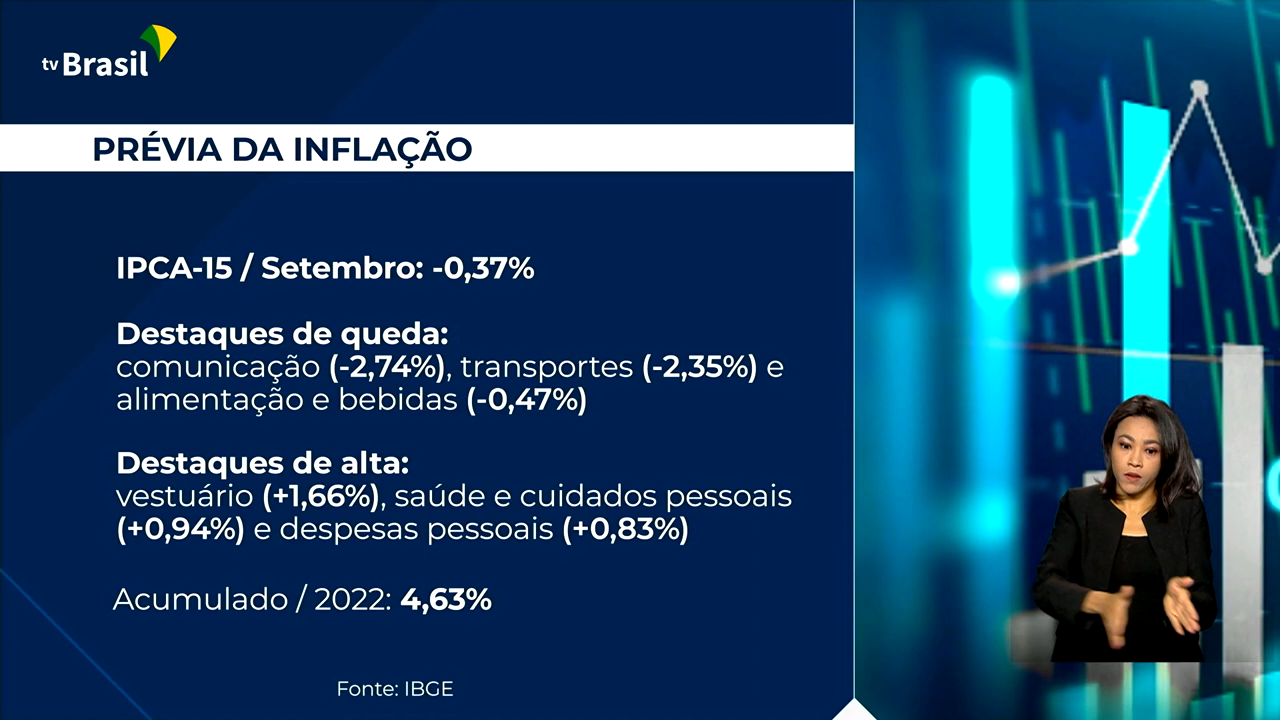 tv Brasil
PRÉVIA DA INFLAÇÃO
IPCA-15 / Setembro: -0,37%
Destaques de queda:
comunicação (-2,74%), transportes (-2,35%) e
alimentação e bebidas (-0,47%)
Destaques de alta:
vestuário (+1,66%), saúde e cuidados pessoais
(+0,94%) e despesas pessoais (+0,83%)
Acumulado / 2022: 4,63%
Fonte: IBGE